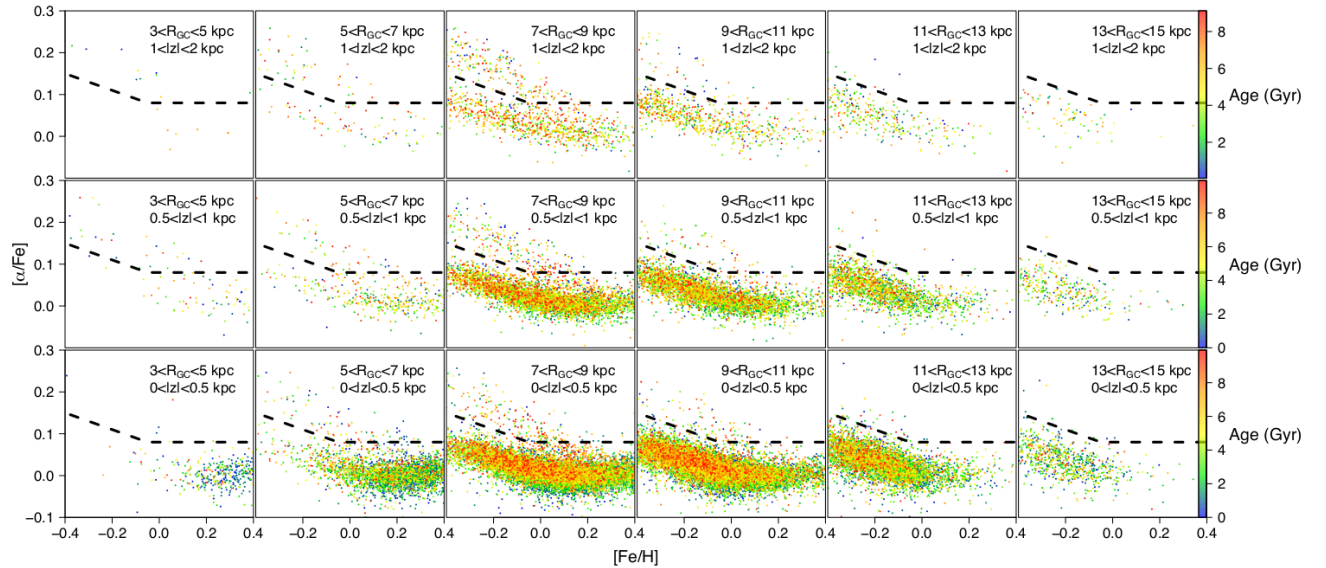 0.3
0.2
0.1
0.0
3<R_GC<5 kpc
1<|z|<2 kpc
5<R_GC<7 kpc
1<|z|<2 kpc
7<R_GC<9 kpc
1<|z|<2 kpc
9<R_GC<11 kpc
1<|z|<2 kpc
11<R_GC<13 kpc
1<|z|<2 kpc
13<R_GC<15 kpc
1<|z|<2 kpc
8
6
4
2
Age (Gyr)
[α/Fe]
0.3
0.2
0.1
0.0
3<R_GC<5 kpc
0.5<|z|<1 kpc
5<R_GC<7 kpc
0.5<|z|<1 kpc
7<R_GC<9 kpc
0.5<|z|<1 kpc
9<R_GC<11 kpc
0.5<|z|<1 kpc
11<R_GC<13 kpc
0.5<|z|<1 kpc
13<R_GC<15 kpc
0.5<|z|<1 kpc
8
6
4
2
0
Age (Gyr)
0.3
0.2
0.1
0.0
−0.1
3<R_GC<5 kpc
0<|z|<0.5 kpc
5<R_GC<7 kpc
0<|z|<0.5 kpc
7<R_GC<9 kpc
0<|z|<0.5 kpc
9<R_GC<11 kpc
0<|z|<0.5 kpc
11<R_GC<13 kpc
0<|z|<0.5 kpc
13<R_GC<15 kpc
0<|z|<0.5 kpc
8
6
4
2
0
Age (Gyr)
−0.4 −0.2 0.0 0.2 0.4
−0.2 0.0 0.2 0.4
−0.2 0.0 0.2 0.4
−0.2 0.0 0.2 0.4
−0.2 0.0 0.2 0.4
−0.2 0.0 0.2 0.4
[Fe/H]